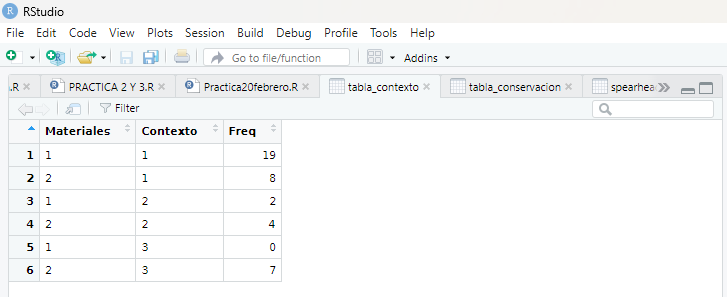 RStudio
File Edit Code View Plots Session Build Debug Profile Tools Help
Go to file/function Addins
.R PRACTICA 2 Y 3.R Practica20febrero.R tabla_contexto tabla_conservacion spearhea
Filter
Materiales Contexto Freq
1 1 1 19
2 2 1 8
3 1 2 2
4 2 2 4
5 1 3 0
6 2 3 7